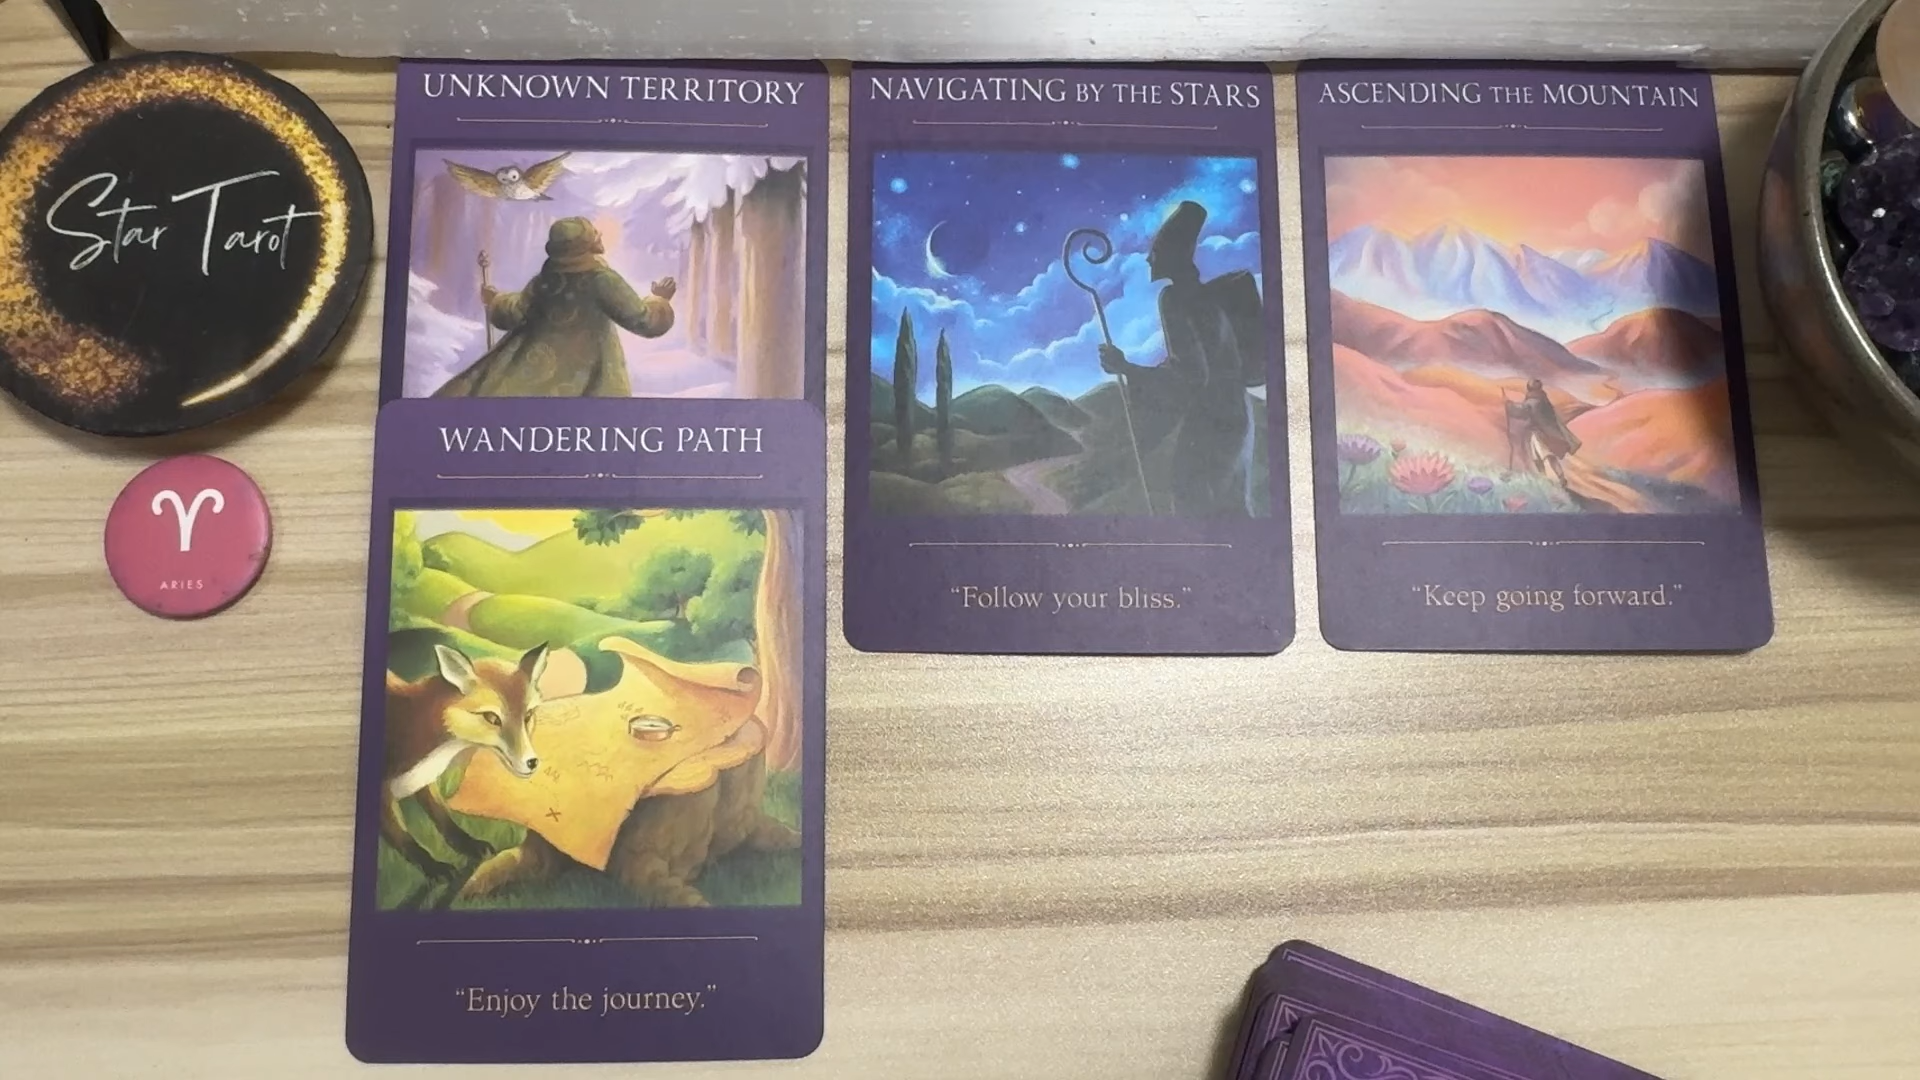 Star Tarot
ARIES
UNKNOWN TERRITORY
WANDERING PATH
“Enjoy the journey.”
NAVIGATING BY THE STARS
“Follow your bliss.”
ASCENDING THE MOUNTAIN
“Keep going forward.”